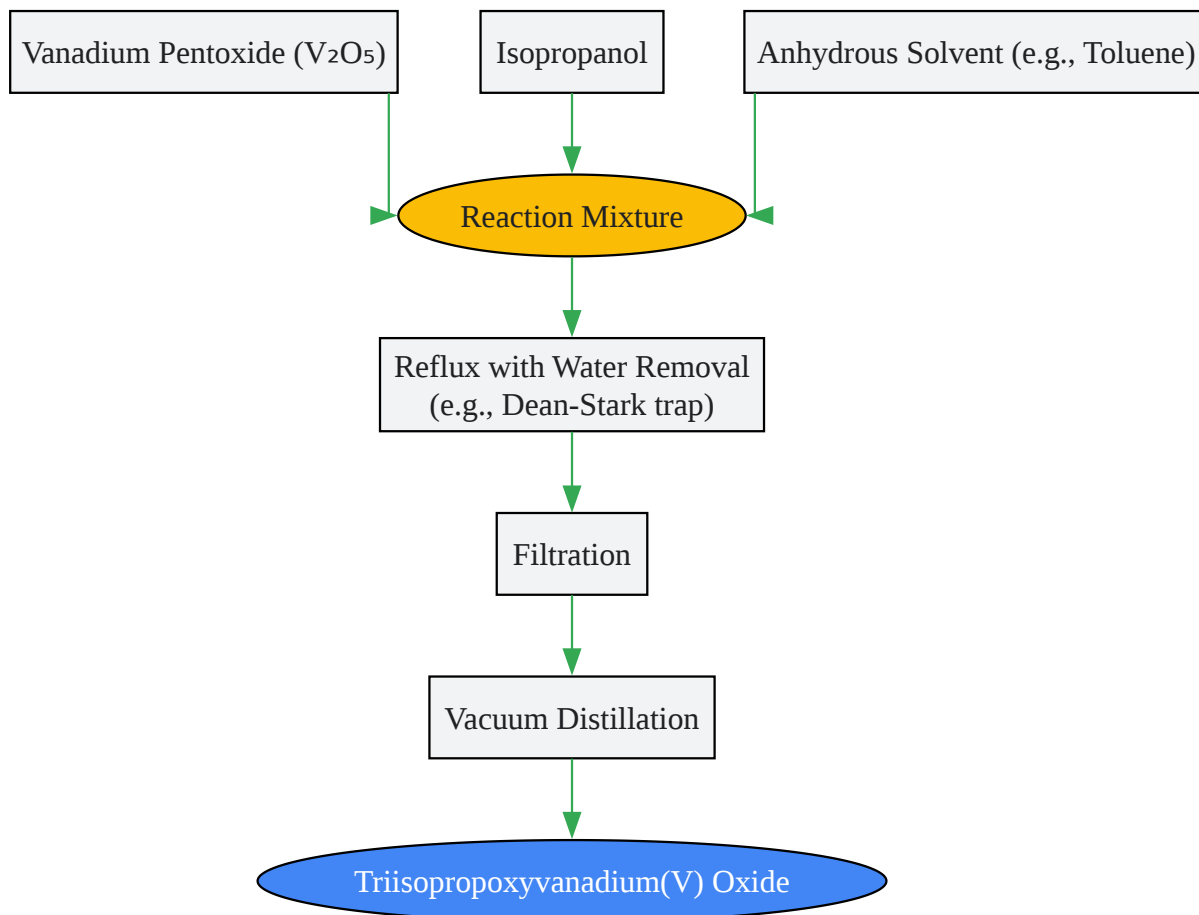 Vanadium Pentoxide (V₂O₅)
Isopropanol
Anhydrous Solvent (e.g., Toluene)
Reaction Mixture
Reflux with Water Removal
(e.g., Dean-Stark trap)
Filtration
Vacuum Distillation
Triisopropoxyvanadium(V) Oxide